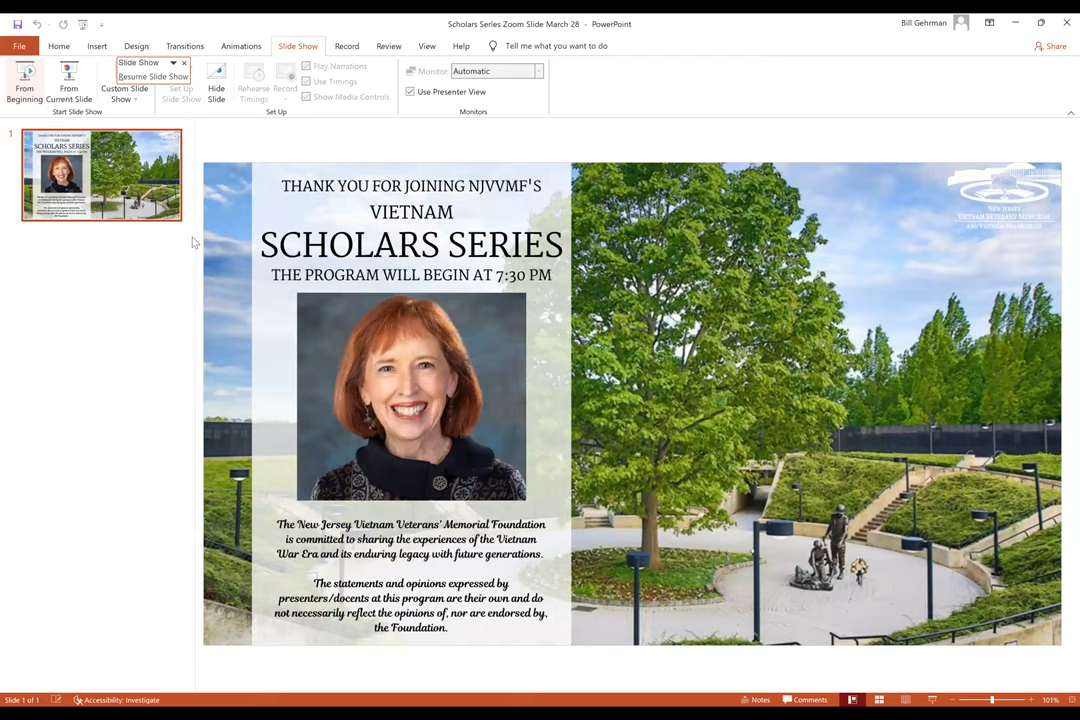 Scholars Series Zoom Slide March 28 - PowerPoint
Bill Gehrman
File Home Insert Design Transitions Animations Slide Show Record Review View Help Tell me what you want to do
Share
Slide Show
Resume Slide Show
From Beginning
From Current Slide
Custom Slide Show
Set Up Slide Show
Hide Slide
Rehearse Timings
Record
Play Narrations
Use Timings
Show Media Controls
Monitor: Automatic
Use Presenter View
Start Slide Show
Set Up
Monitors
1
THANK YOU FOR JOINING NJVVMF'S
VIETNAM
SCHOLARS SERIES
THE PROGRAM WILL BEGIN AT 7:30 PM
The New Jersey Vietnam Veterans' Memorial Foundation
is committed to sharing the experiences of the Vietnam
War Era and its enduring legacy with future generations.
The statements and opinions expressed by
presenters/docents at this program are their own and do
not necessarily reflect the opinions of, nor are endorsed by,
the Foundation.
NEW JERSEY
VIETNAM VETERANS' MEMORIAL
AND VIETNAM ERA MUSEUM
Slide 1 of 1
Accessibility: Investigate
Notes
Comments
101%